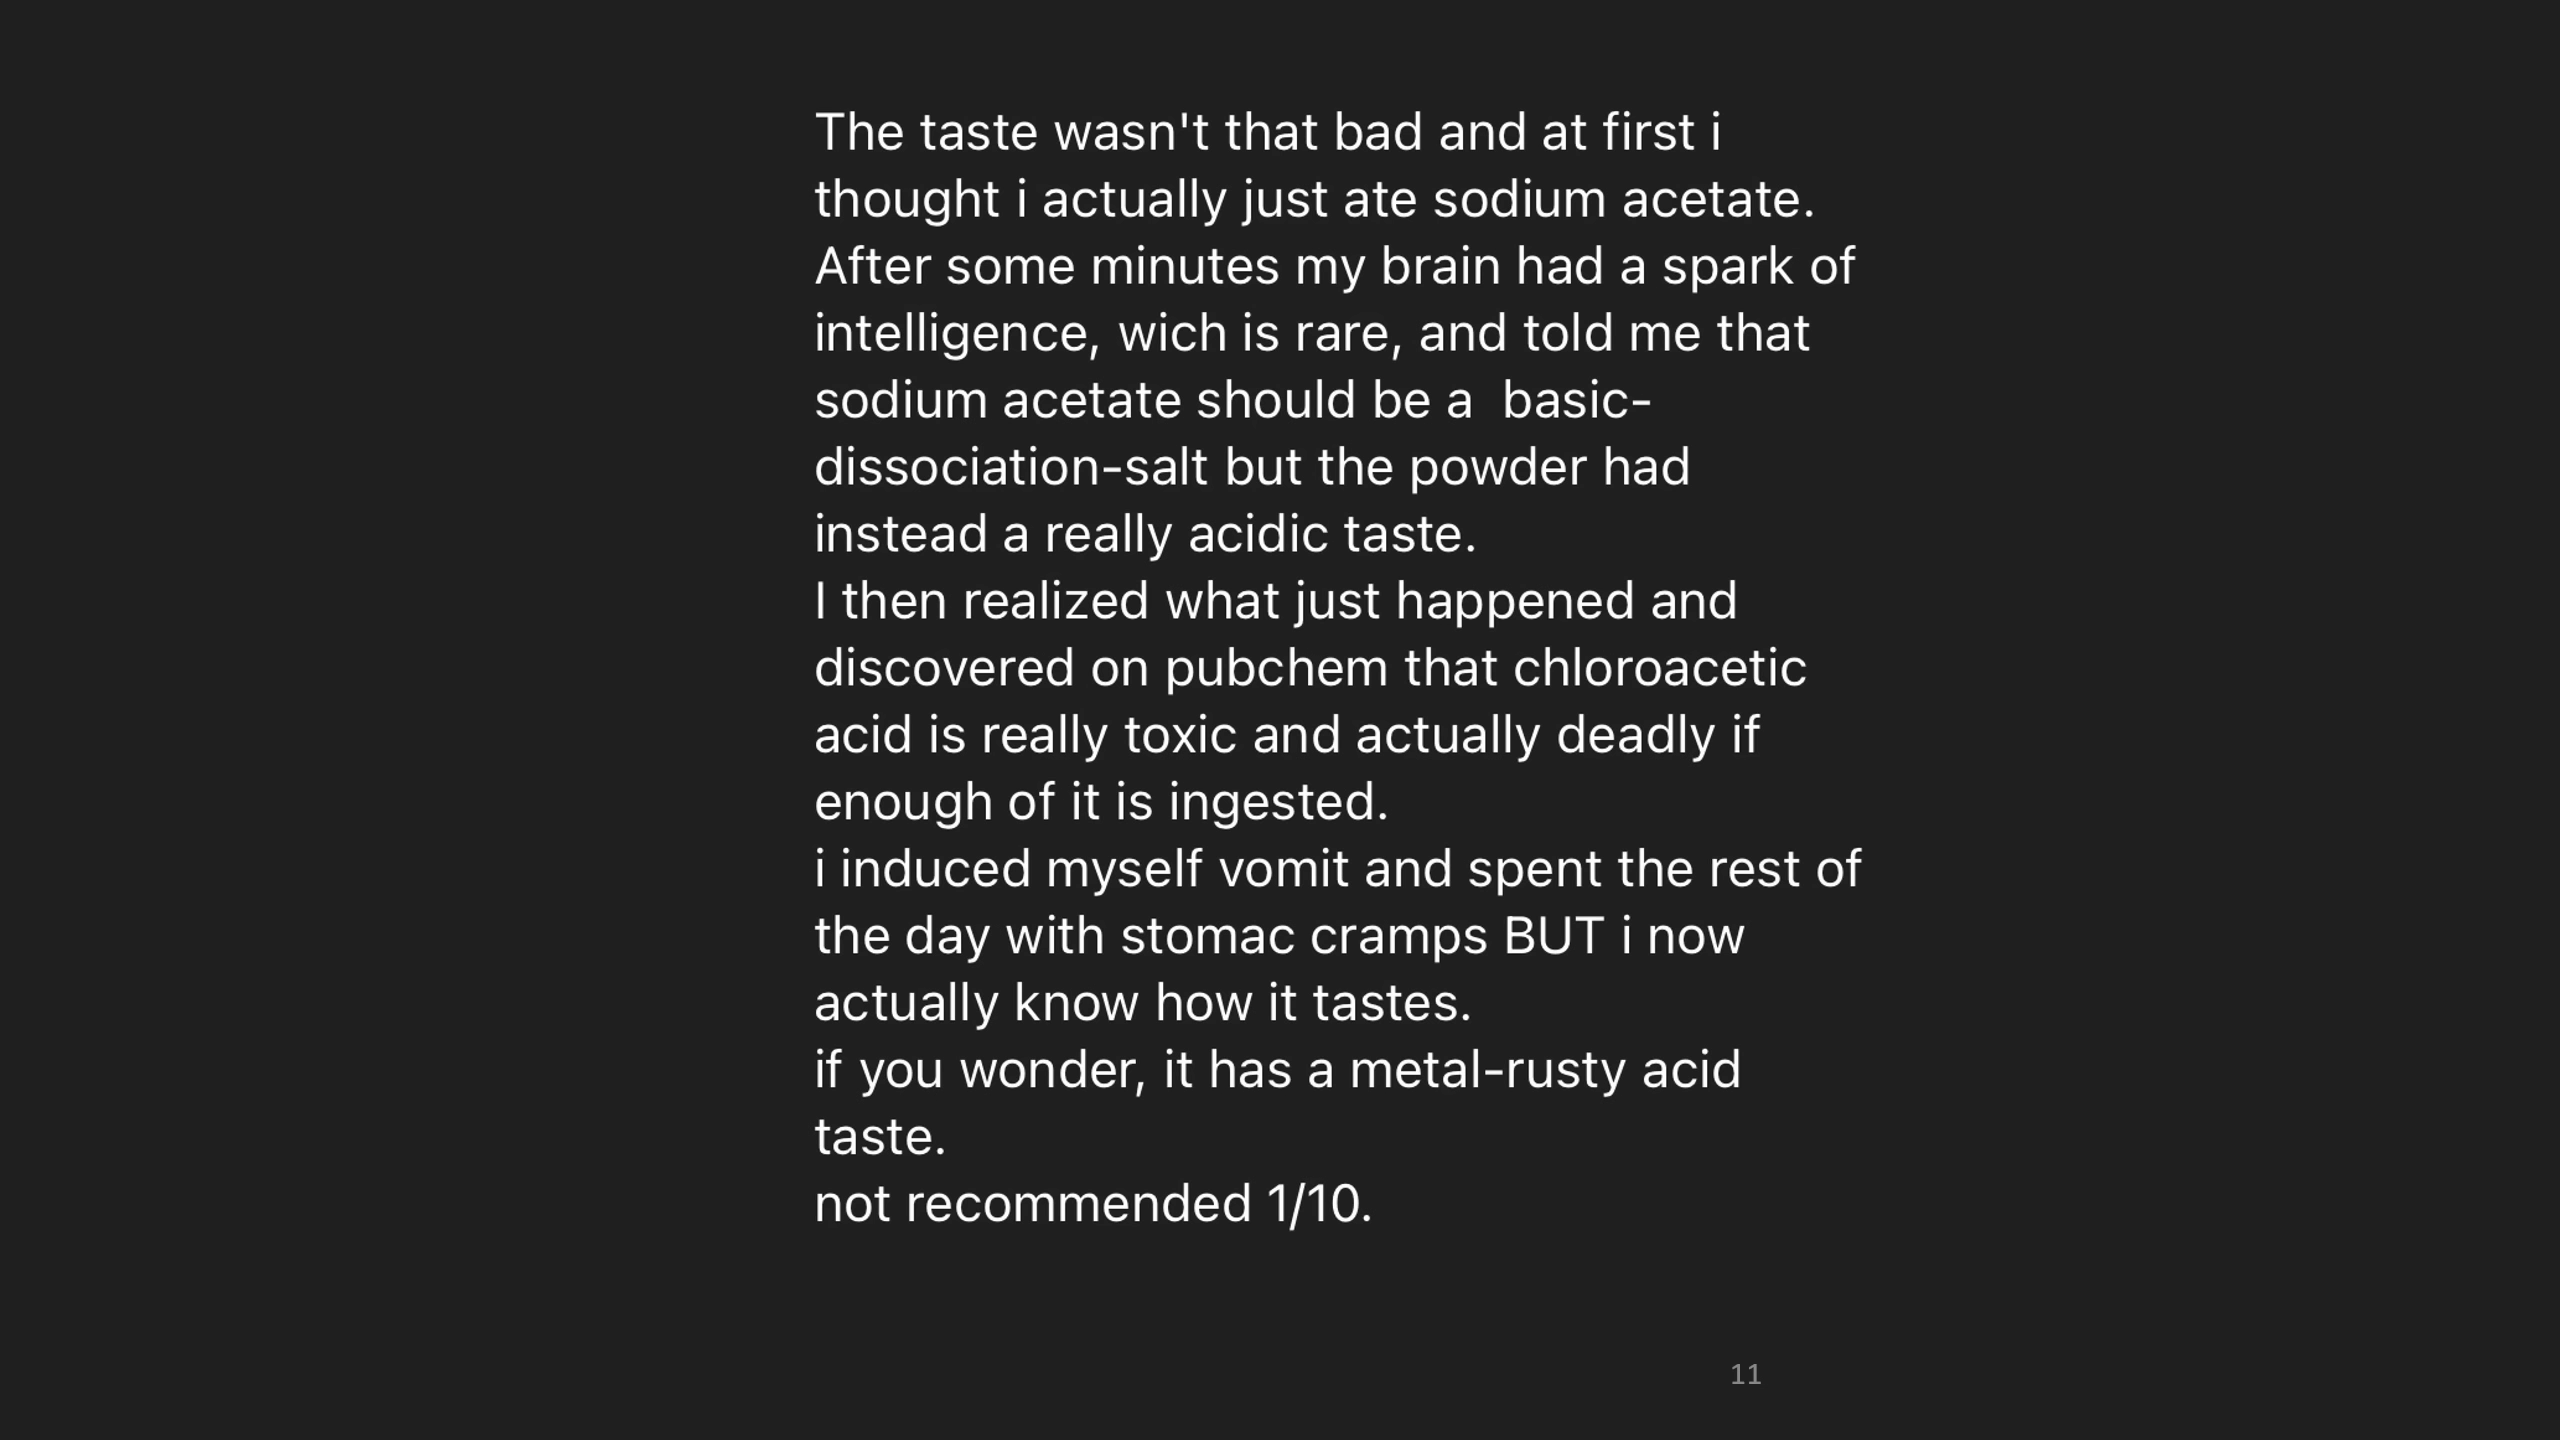 The taste wasn't that bad and at first i
thought i actually just ate sodium acetate.
After some minutes my brain had a spark of
intelligence, wich is rare, and told me that
sodium acetate should be a  basic-
dissociation-salt but the powder had
instead a really acidic taste.
I then realized what just happened and
discovered on pubchem that chloroacetic
acid is really toxic and actually deadly if
enough of it is ingested.
i induced myself vomit and spent the rest of
the day with stomac cramps BUT i now
actually know how it tastes.
if you wonder, it has a metal-rusty acid
taste.
not recommended 1/10.
11